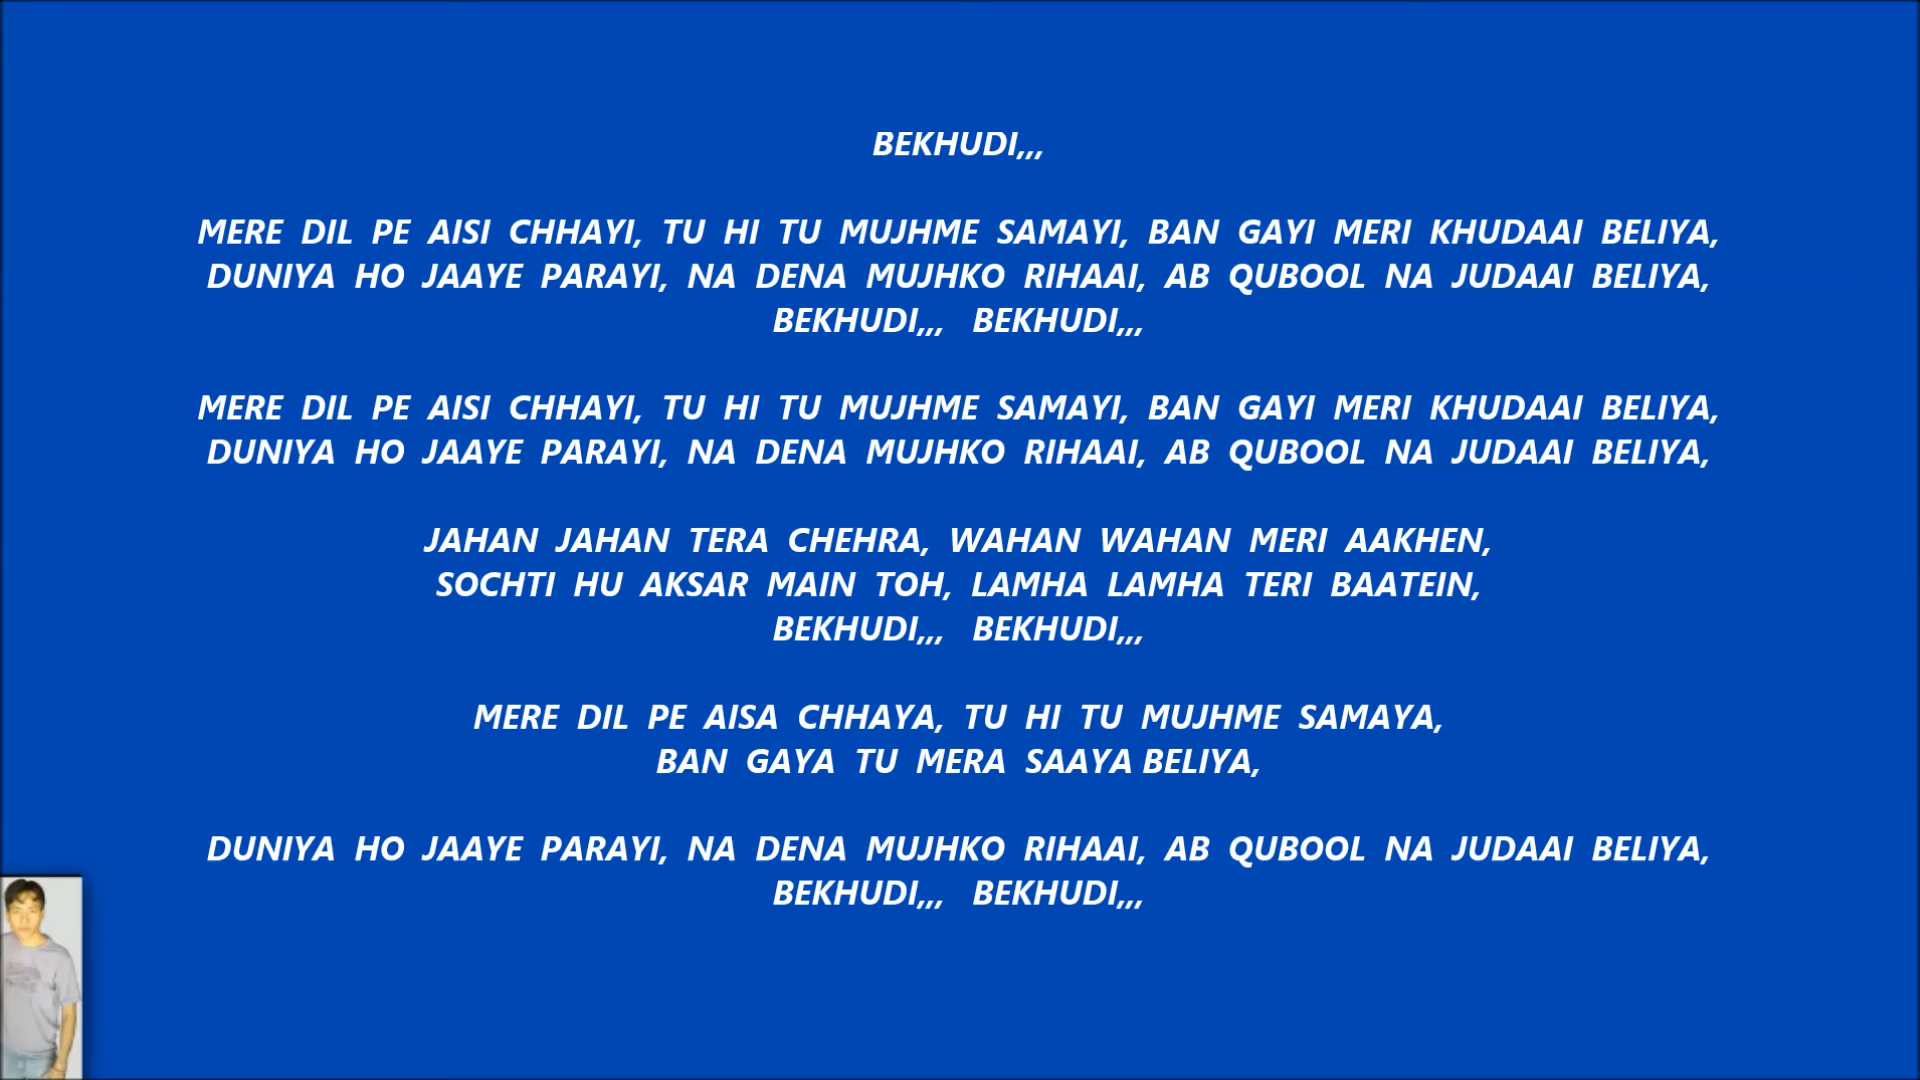 BEKHUDI,,,
MERE DIL PE AISI CHHAYI, TU HI TU MUJHME SAMAYI, BAN GAYI MERI KHUDAAI BELIYA,
DUNIYA HO JAAYE PARAYI, NA DENA MUJHKO RIHAAI, AB QUBOOL NA JUDAAI BELIYA,
BEKHUDI,,, BEKHUDI,,,
MERE DIL PE AISI CHHAYI, TU HI TU MUJHME SAMAYI, BAN GAYI MERI KHUDAAI BELIYA,
DUNIYA HO JAAYE PARAYI, NA DENA MUJHKO RIHAAI, AB QUBOOL NA JUDAAI BELIYA,
JAHAN JAHAN TERA CHEHRA, WAHAN WAHAN MERI AAKHEN,
SOCHTI HU AKSAR MAIN TOH, LAMHA LAMHA TERI BAATEIN,
BEKHUDI,,, BEKHUDI,,,
MERE DIL PE AISA CHHAYA, TU HI TU MUJHME SAMAYA,
BAN GAYA TU MERA SAAYA BELIYA,
DUNIYA HO JAAYE PARAYI, NA DENA MUJHKO RIHAAI, AB QUBOOL NA JUDAAI BELIYA,
BEKHUDI,,, BEKHUDI,,,